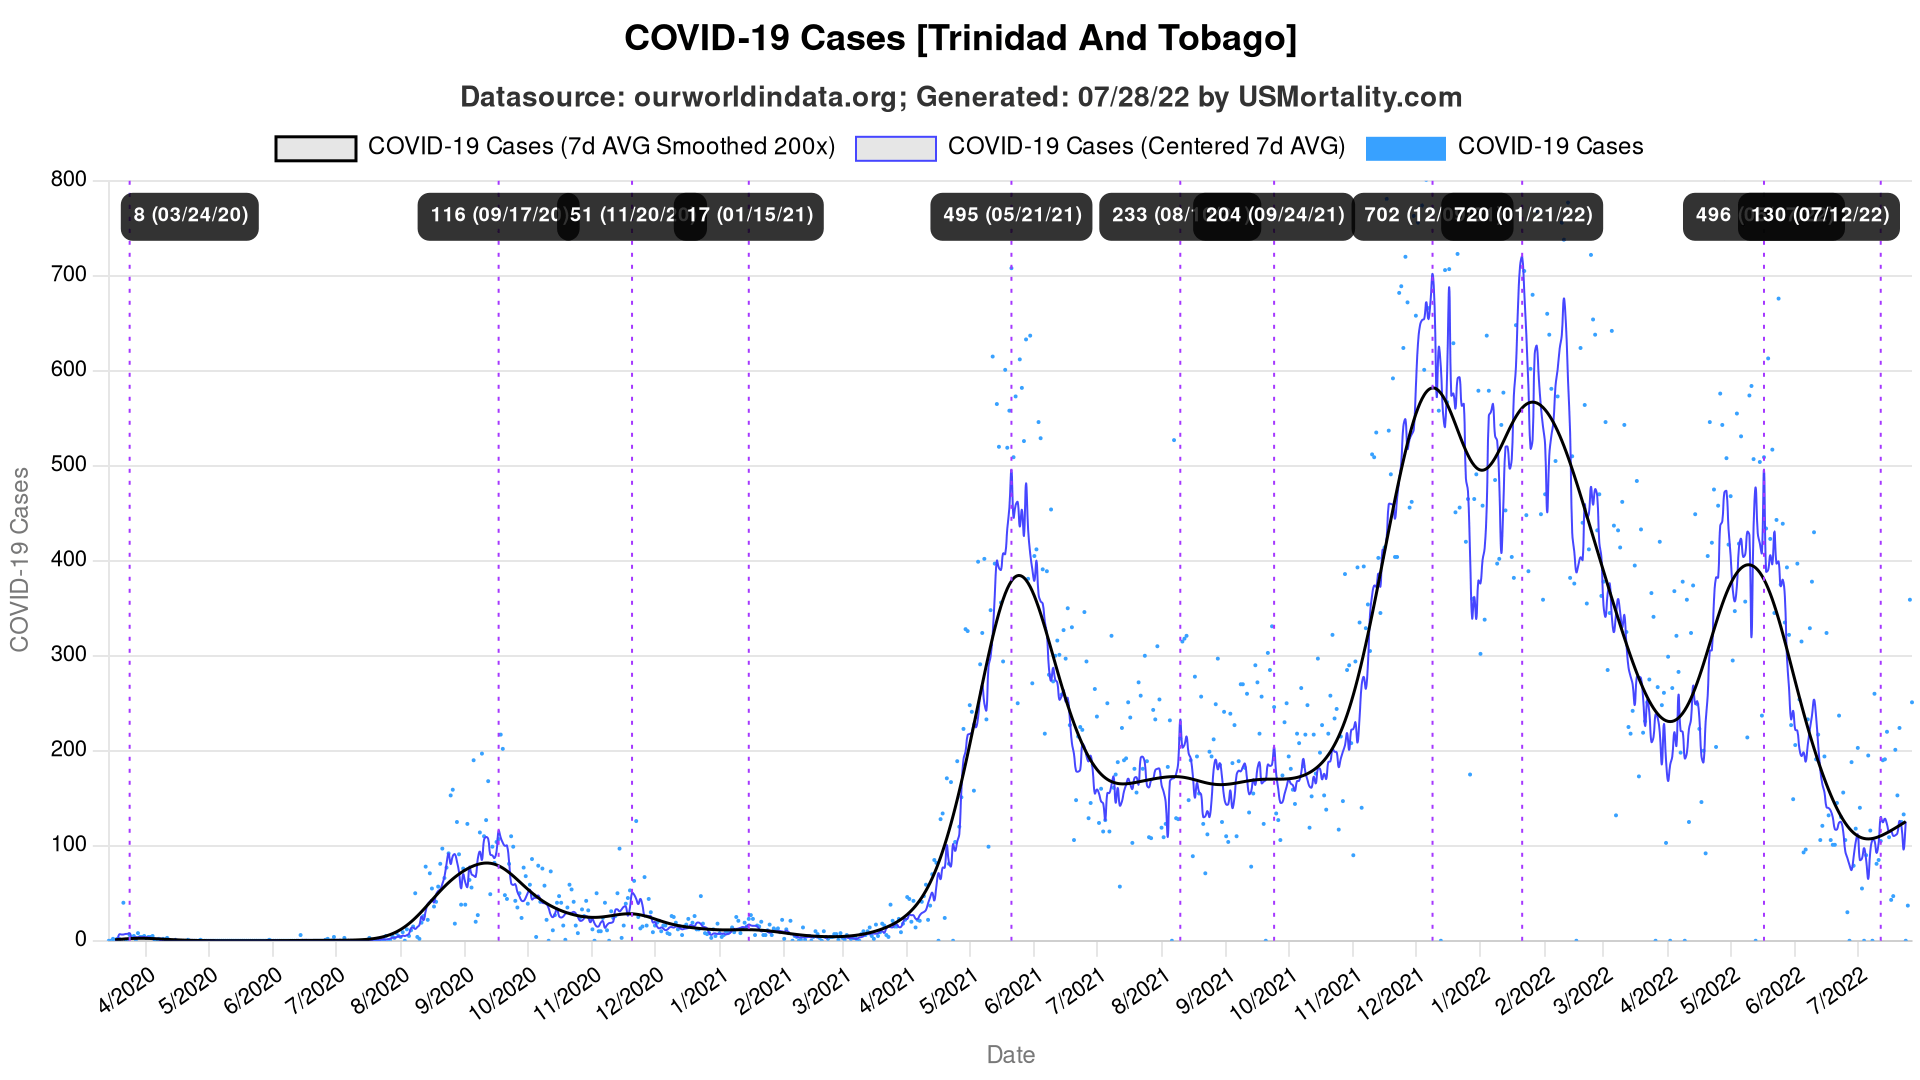 COVID-19 Cases [Trinidad And Tobago]
Datasource: ourworldindata.org; Generated: 07/28/22 by USMortality.com
COVID-19 Cases (7d AVG Smoothed 200x) COVID-19 Cases (Centered 7d AVG) COVID-19 Cases
8 (03/24/20) 116 (09/17/20) 51 (11/20/20) 17 (01/15/21) 495 (05/21/21) 233 (08/ 204 (09/24/21) 702 (12/0 720 (01/21/22) 496 130 (07/12/22)
800
700
600
500
400
300
200
100
0
COVID-19 Cases
4/2020 5/2020 6/2020 7/2020 8/2020 9/2020 10/2020 11/2020 12/2020 1/2021 2/2021 3/2021 4/2021 5/2021 6/2021 7/2021 8/2021 9/2021 10/2021 11/2021 12/2021 1/2022 2/2022 3/2022 4/2022 5/2022 6/2022 7/2022
Date